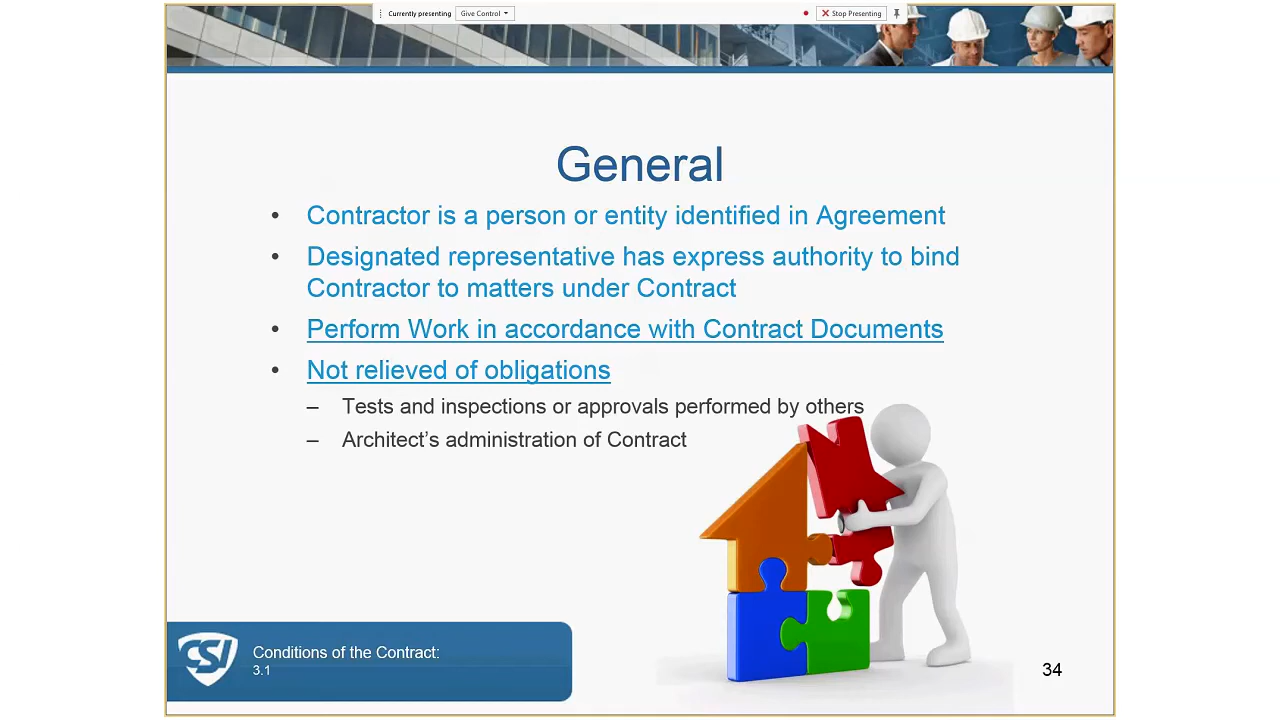 Currently presenting Give Control Stop Presenting
General
• Contractor is a person or entity identified in Agreement
• Designated representative has express authority to bind
Contractor to matters under Contract
• Perform Work in accordance with Contract Documents
• Not relieved of obligations
– Tests and inspections or approvals performed by others
– Architect’s administration of Contract
CSI
Conditions of the Contract:
3.1
34